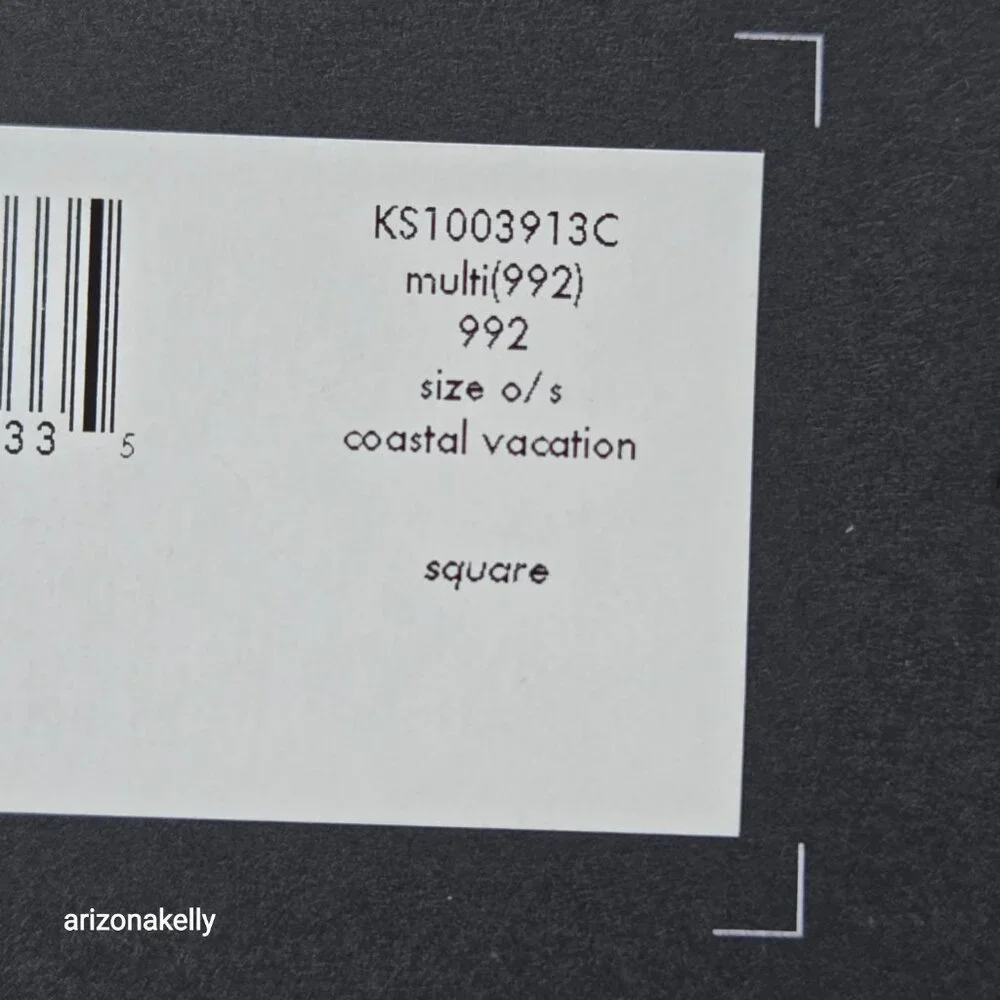 KS1003913C
multi(992)
992
size o/s
coastal vacation
33 5
square
arizonakelly